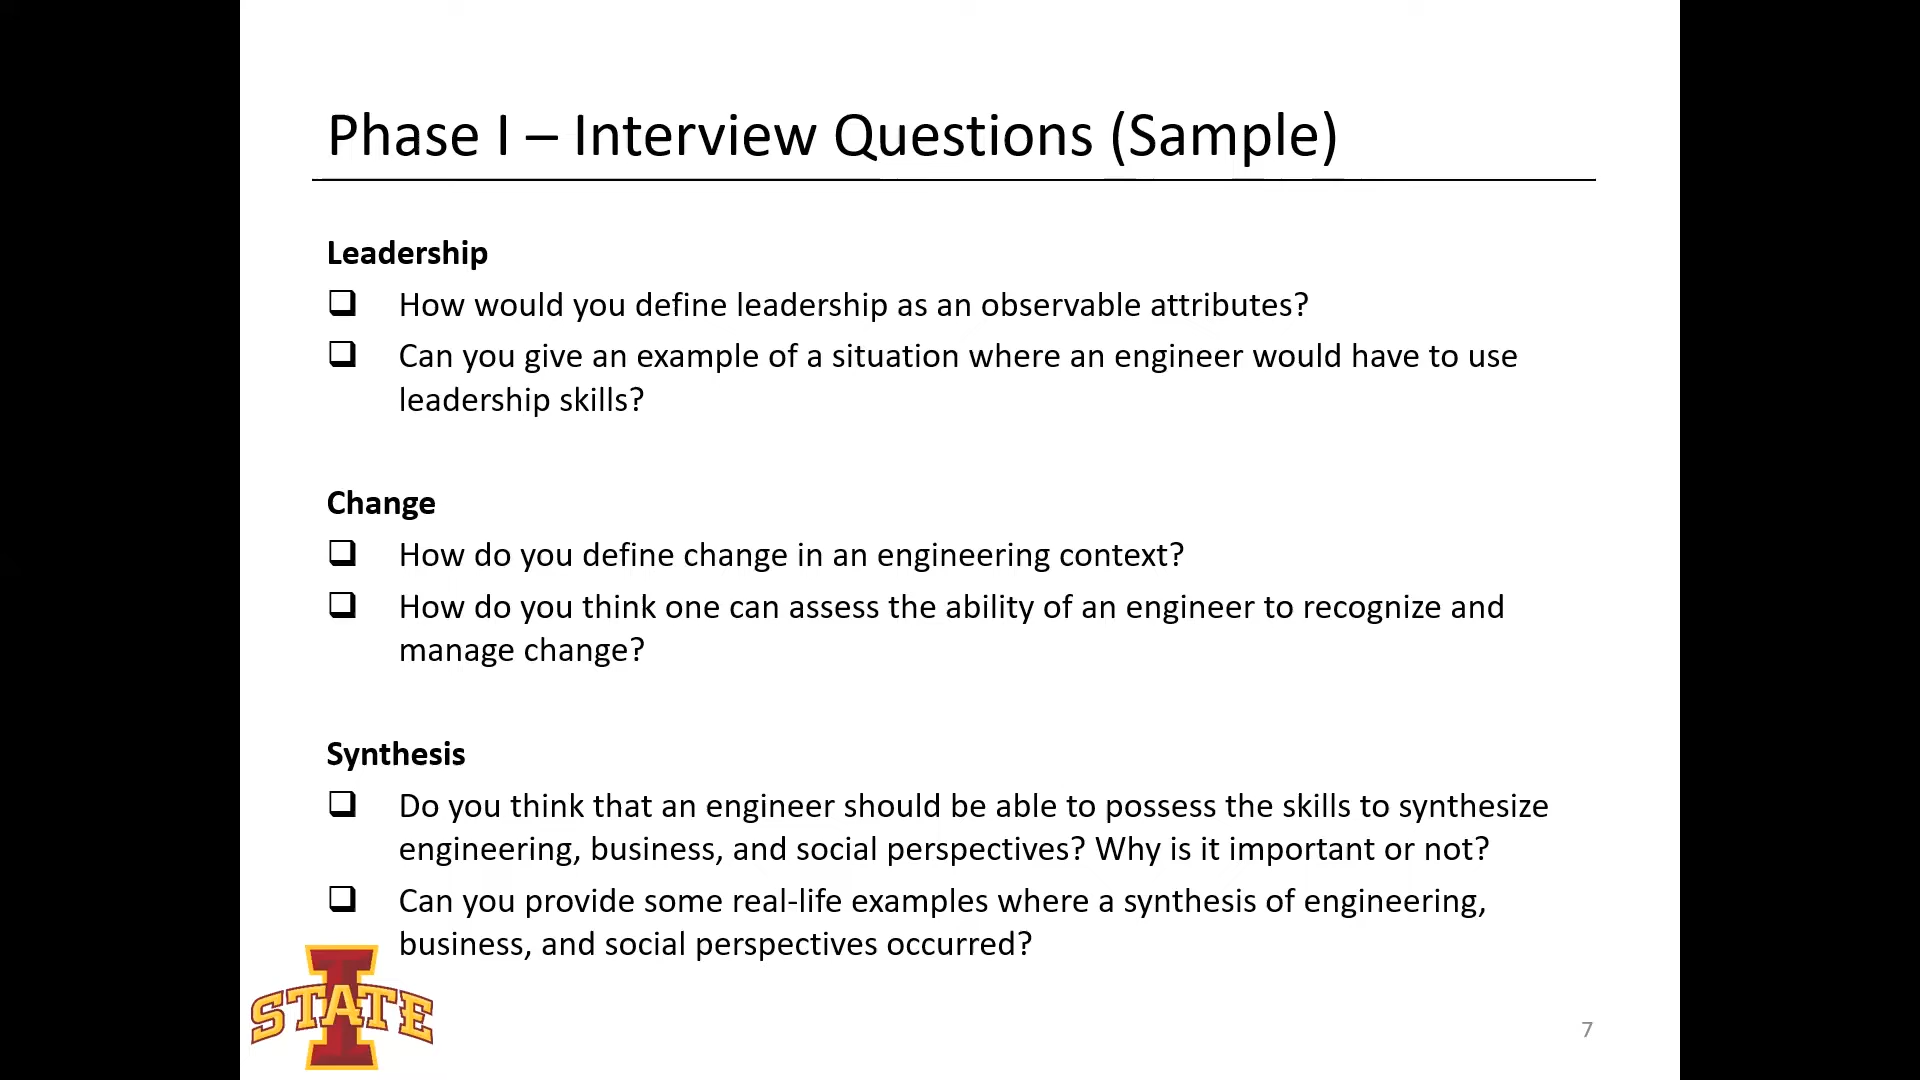 Phase I – Interview Questions (Sample)
Leadership
How would you define leadership as an observable attributes?
Can you give an example of a situation where an engineer would have to use
leadership skills?
Change
How do you define change in an engineering context?
How do you think one can assess the ability of an engineer to recognize and
manage change?
Synthesis
Do you think that an engineer should be able to possess the skills to synthesize
engineering, business, and social perspectives? Why is it important or not?
Can you provide some real-life examples where a synthesis of engineering,
business, and social perspectives occurred?
I STATE
7